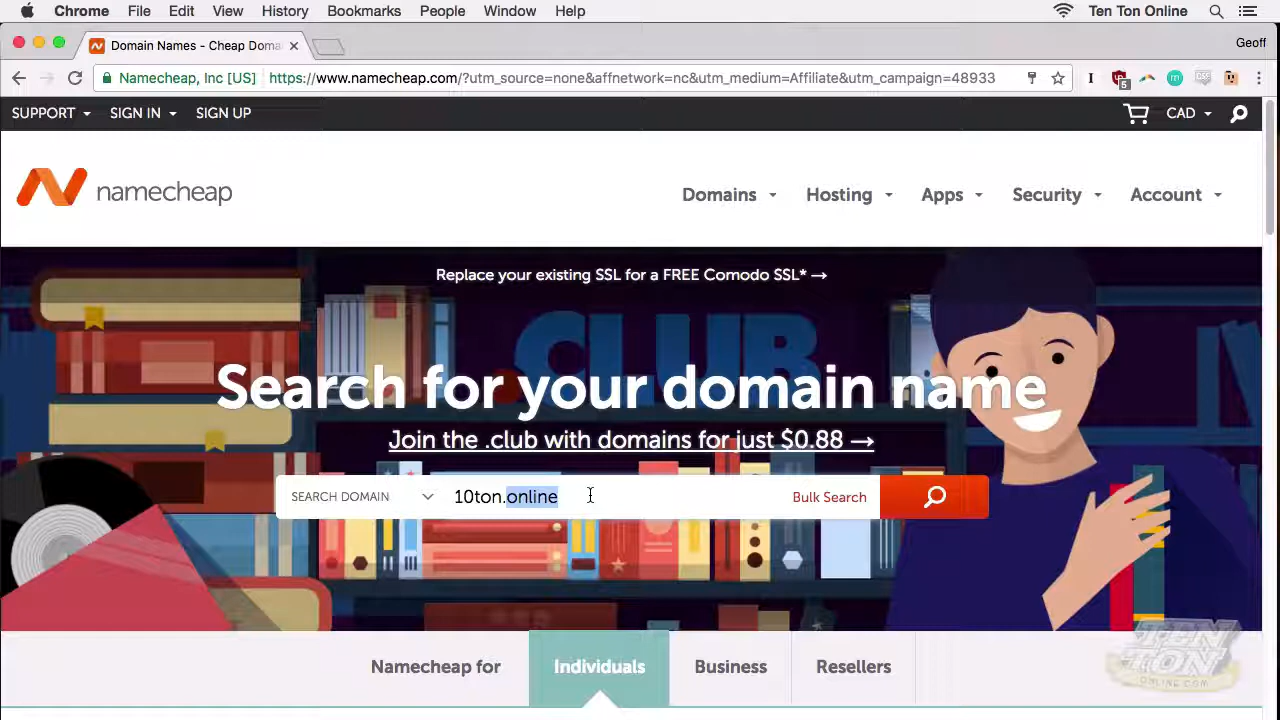 Chrome File Edit View History Bookmarks People Window Help Ten Ton Online
Domain Names - Cheap Doma
Geoff
Namecheap, Inc [US] https://www.namecheap.com/?utm_source=none&affnetwork=nc&utm_medium=Affiliate&utm_campaign=48933
5
SUPPORT SIGN IN SIGN UP CAD
namecheap
Domains Hosting Apps Security Account
Replace your existing SSL for a FREE Comodo SSL* →
.CLUB
Search for your domain name
Join the .club with domains for just $0.88 →
SEARCH DOMAIN 10ton.online Bulk Search
Namecheap for Individuals Business Resellers
TEN TON
ONLINE.COM